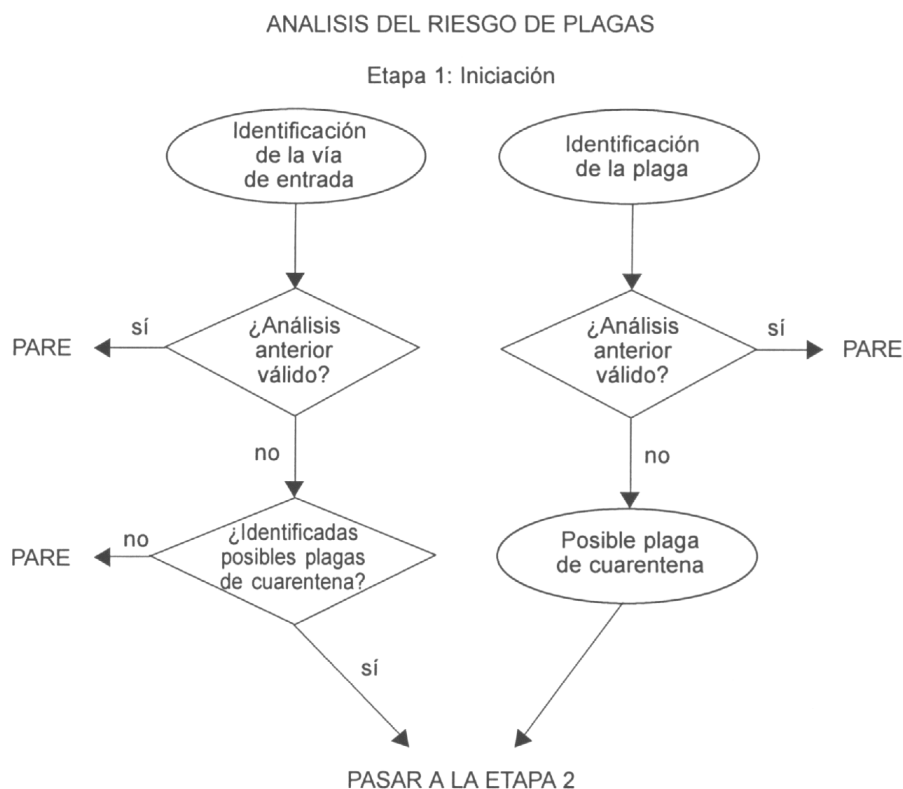 ANALISIS DEL RIESGO DE PLAGAS
Etapa 1: Iniciación
Identificación
de la vía
de entrada
Identificación
de la plaga
¿Análisis
anterior
válido?
sí
PARE
¿Análisis
anterior
válido?
sí
PARE
no
no
¿Identificadas
posibles plagas
de cuarentena?
no
PARE
Posible plaga
de cuarentena
sí
PASAR A LA ETAPA 2